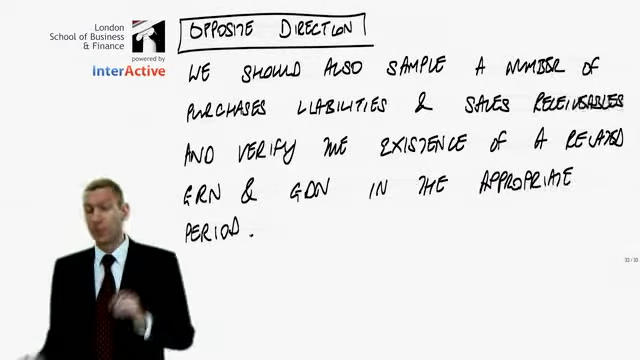 London
School of Business
& Finance
powered by
InterActive
OPPOSITE DIRECTION
WE SHOULD ALSO SAMPLE A NUMBER OF
PURCHASES LIABILITIES & SALES RECEIVABLES
AND VERIFY THE EXISTENCE OF A RELATED
GRN & GDN IN THE APPROPRIATE
PERIOD.